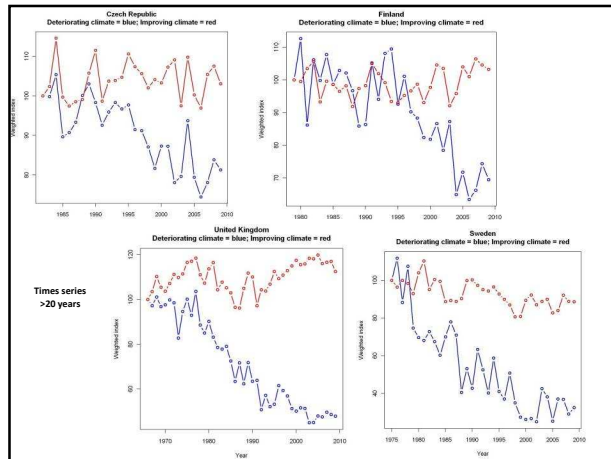 Czech Republic
Deteriorating climate = blue; Improving climate = red
Weighted index
110
100
90
80
1985 1990 1995 2000 2005 2010
Finland
Deteriorating climate = blue; Improving climate = red
Weighted index
110
100
90
80
70
1980 1985 1990 1995 2000 2005 2010
Times series
>20 years
United Kingdom
Deteriorating climate = blue; Improving climate = red
Weighted index
120
100
80
60
1970 1980 1990 2000 2010
Year
Sweden
Deteriorating climate = blue; Improving climate = red
Weighted index
100
80
60
40
1975 1980 1985 1990 1995 2000 2005 2010
Year